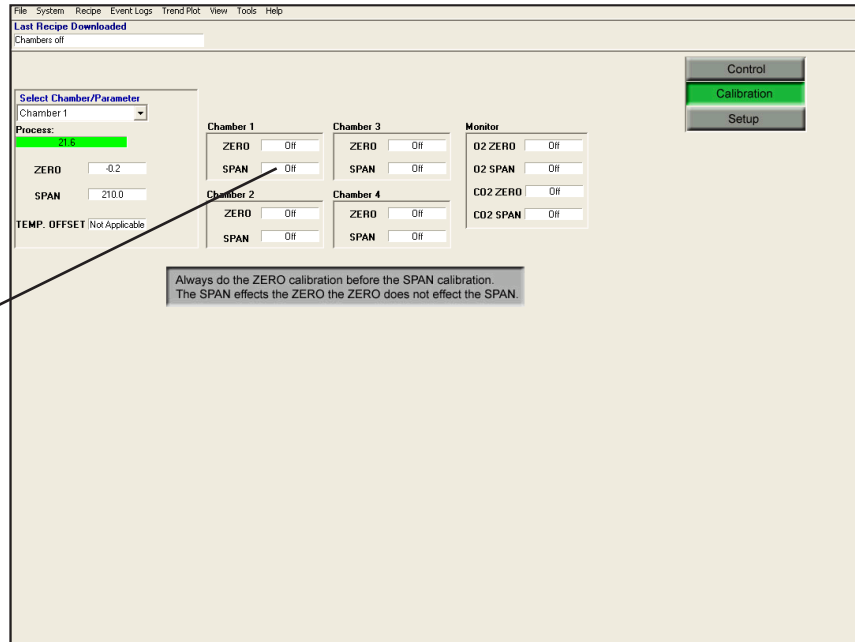 File System Recipe Event Logs Trend Plot View Tools Help
Last Recipe Downloaded
Chambers off
Control
Calibration
Setup
Select Chamber/Parameter
Chamber 1
Process:
21.6
ZERO -0.2
SPAN 210.0
TEMP. OFFSET Not Applicable
Chamber 1
ZERO Off
SPAN Off
Chamber 2
ZERO Off
SPAN Off
Chamber 3
ZERO Off
SPAN Off
Chamber 4
ZERO Off
SPAN Off
Monitor
O2 ZERO Off
O2 SPAN Off
CO2 ZERO Off
CO2 SPAN Off
Always do the ZERO calibration before the SPAN calibration.
The SPAN effects the ZERO the ZERO does not effect the SPAN.